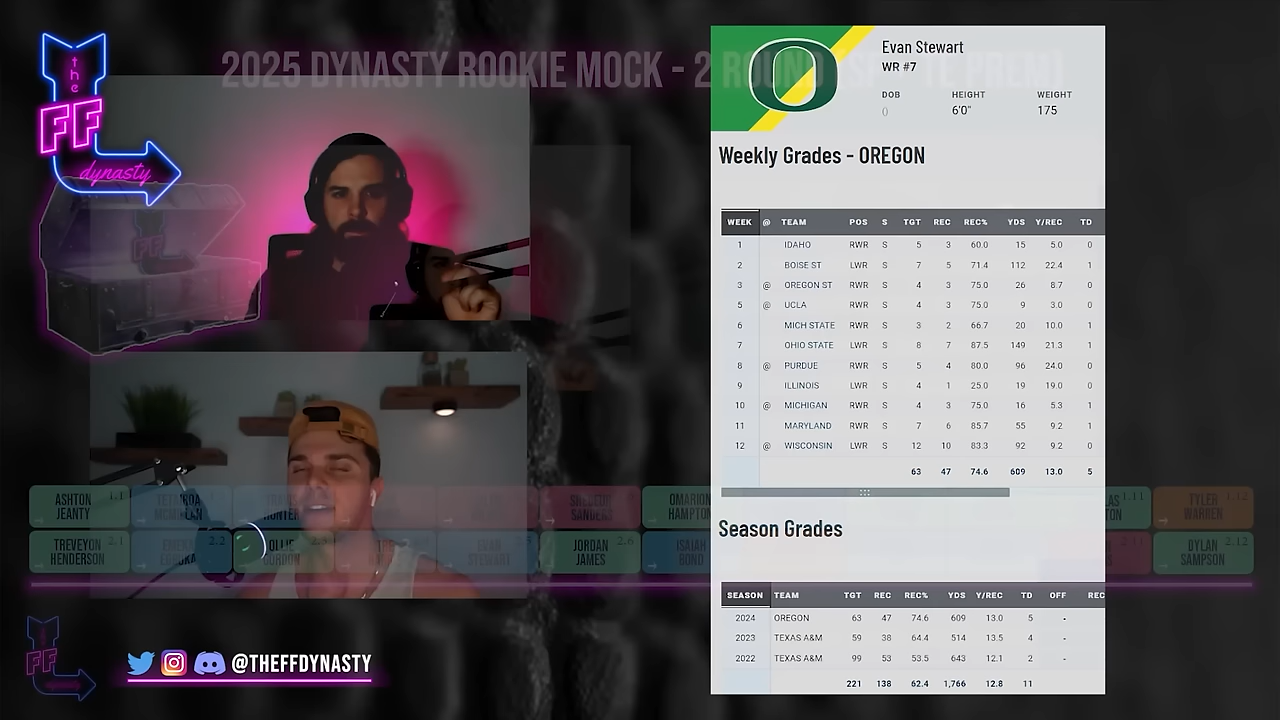 the
FF
dynasty
2025 DYNASTY ROOKIE MOCK - 2 ROUND
Evan Stewart
WR #7
DOB HEIGHT WEIGHT
() 6'0" 175
Weekly Grades - OREGON
WEEK @ TEAM POS S TGT REC REC% YDS Y/REC TD
1 IDAHO RWR S 5 3 60.0 15 5.0 0
2 BOISE ST LWR S 7 5 71.4 112 22.4 1
3 @ OREGON ST RWR S 4 3 75.0 26 8.7 0
5 @ UCLA RWR S 4 3 75.0 9 3.0 0
6 MICH STATE RWR S 3 2 66.7 20 10.0 1
7 OHIO STATE LWR S 8 7 87.5 149 21.3 1
8 @ PURDUE RWR S 5 4 80.0 96 24.0 0
9 ILLINOIS LWR S 4 1 25.0 19 19.0 0
10 @ MICHIGAN RWR S 4 3 75.0 16 5.3 1
11 MARYLAND RWR S 7 6 85.7 55 9.2 1
12 @ WISCONSIN LWR S 12 10 83.3 92 9.2 0
63 47 74.6 609 13.0 5
Season Grades
SEASON TEAM TGT REC REC% YDS Y/REC TD OFF REC
2024 OREGON 63 47 74.6 609 13.0 5 -
2023 TEXAS A&M 59 38 64.4 514 13.5 4 -
2022 TEXAS A&M 99 53 53.5 643 12.1 2 -
221 138 62.4 1,766 12.8 11
ASHTON JEANTY 1.1
SANDERS
OMARION HAMPTON
1.11
TYLER WARREN 1.12
TREVEYON HENDERSON 2.1
2.2
OLLIE GORDON
EVAN STEWART
JORDAN JAMES 2.6
ISAIAH BOND
2.11
DYLAN SAMPSON 2.12
@THEFFDYNASTY